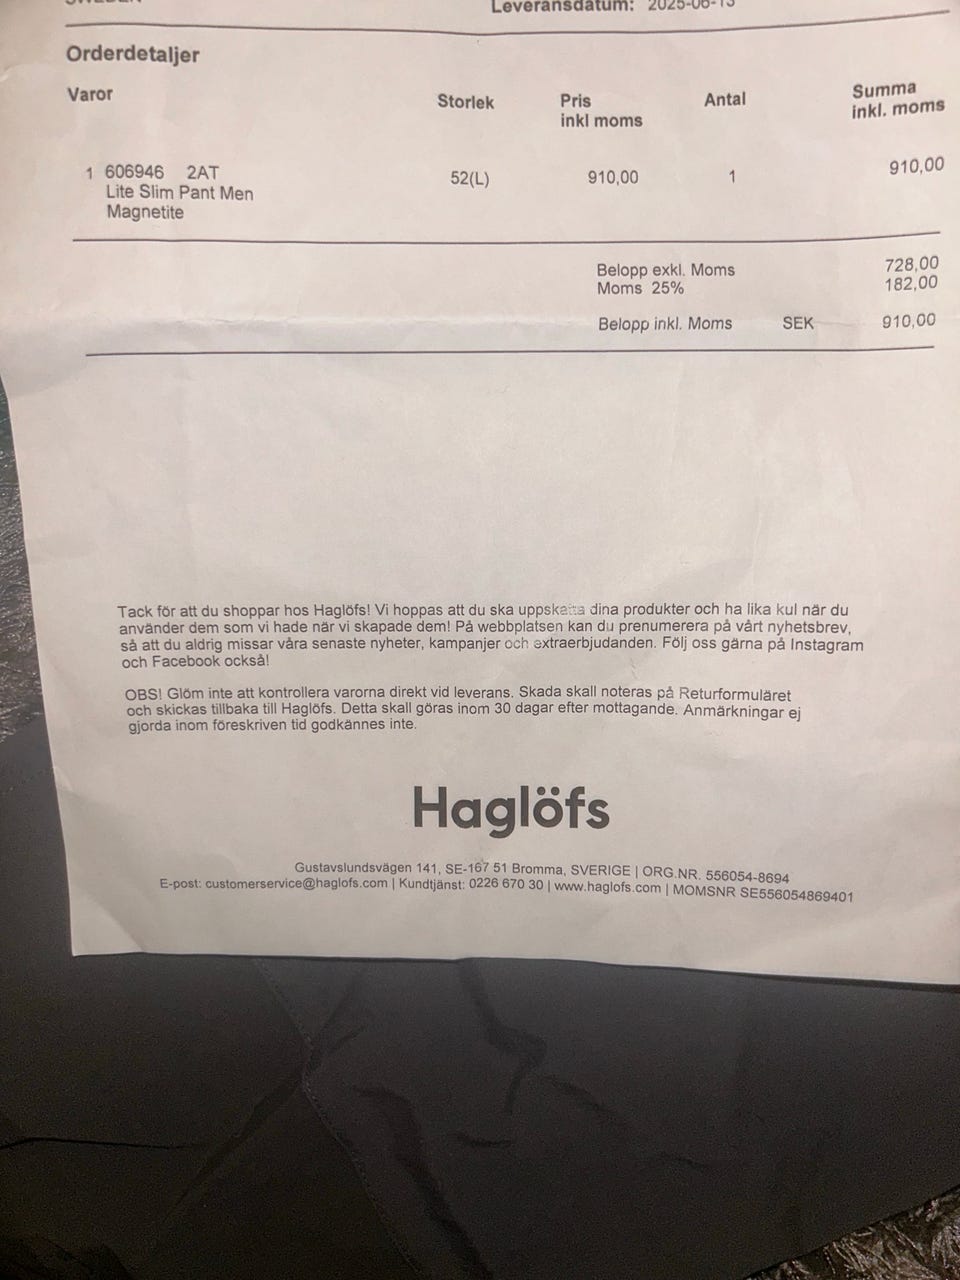 Leveransdatum: 2025-06-13
Orderdetaljer
Varor Storlek Pris inkl moms Antal Summa inkl. moms
1 606946 2AT 52(L) 910,00 1 910,00
Lite Slim Pant Men
Magnetite
Belopp exkl. Moms 728,00
Moms 25% 182,00
Belopp inkl. Moms SEK 910,00
Tack för att du shoppar hos Haglöfs! Vi hoppas att du ska uppskatta dina produkter och ha lika kul när du
använder dem som vi hade när vi skapade dem! På webbplatsen kan du prenumerera på vårt nyhetsbrev,
så att du aldrig missar våra senaste nyheter, kampanjer och extraerbjudanden. Följ oss gärna på Instagram
och Facebook också!
OBS! Glöm inte att kontrollera varorna direkt vid leverans. Skada skall noteras på Returformuläret
och skickas tillbaka till Haglöfs. Detta skall göras inom 30 dagar efter mottagande. Anmärkningar ej
gjorda inom föreskriven tid godkännes inte.
Haglöfs
Gustavslundsvägen 141, SE-167 51 Bromma, SVERIGE | ORG.NR. 556054-8694
E-post: customerservice@haglofs.com | Kundtjänst: 0226 670 30 | www.haglofs.com | MOMSNR SE556054869401